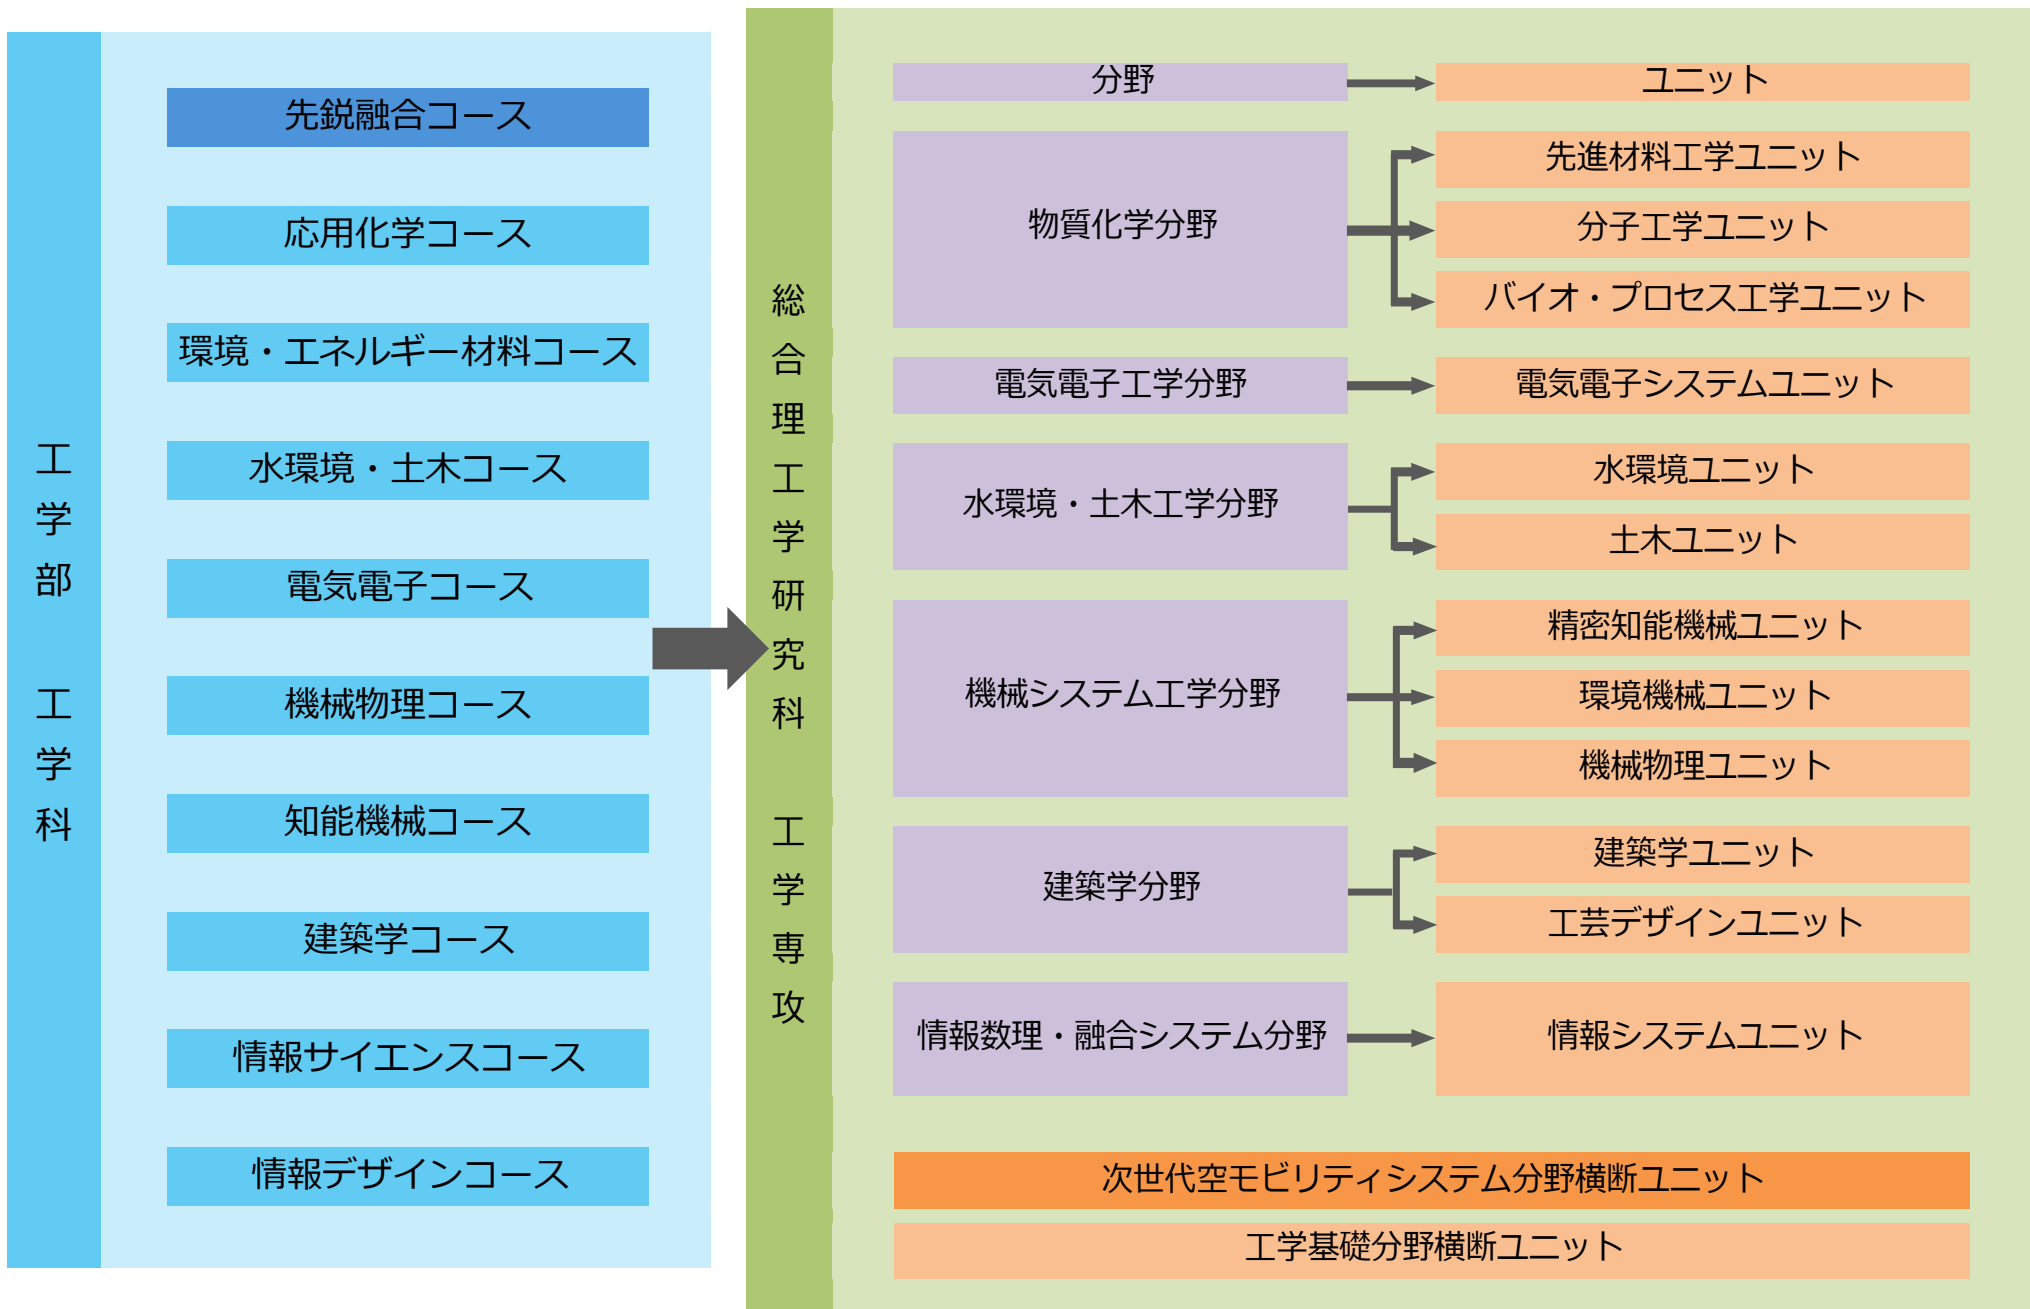 工学部 工学科
先鋭融合コース
応用化学コース
環境・エネルギー材料コース
水環境・土木コース
電気電子コース
機械物理コース
知能機械コース
建築学コース
情報サイエンスコース
情報デザインコース
総合理工学研究科 工学専攻
分野
ユニット
物質化学分野
先進材料工学ユニット
分子工学ユニット
バイオ・プロセス工学ユニット
電気電子工学分野
電気電子システムユニット
水環境・土木工学分野
水環境ユニット
土木ユニット
機械システム工学分野
精密知能機械ユニット
環境機械ユニット
機械物理ユニット
建築学分野
建築学ユニット
工芸デザインユニット
情報数理・融合システム分野
情報システムユニット
次世代空モビリティシステム分野横断ユニット
工学基礎分野横断ユニット